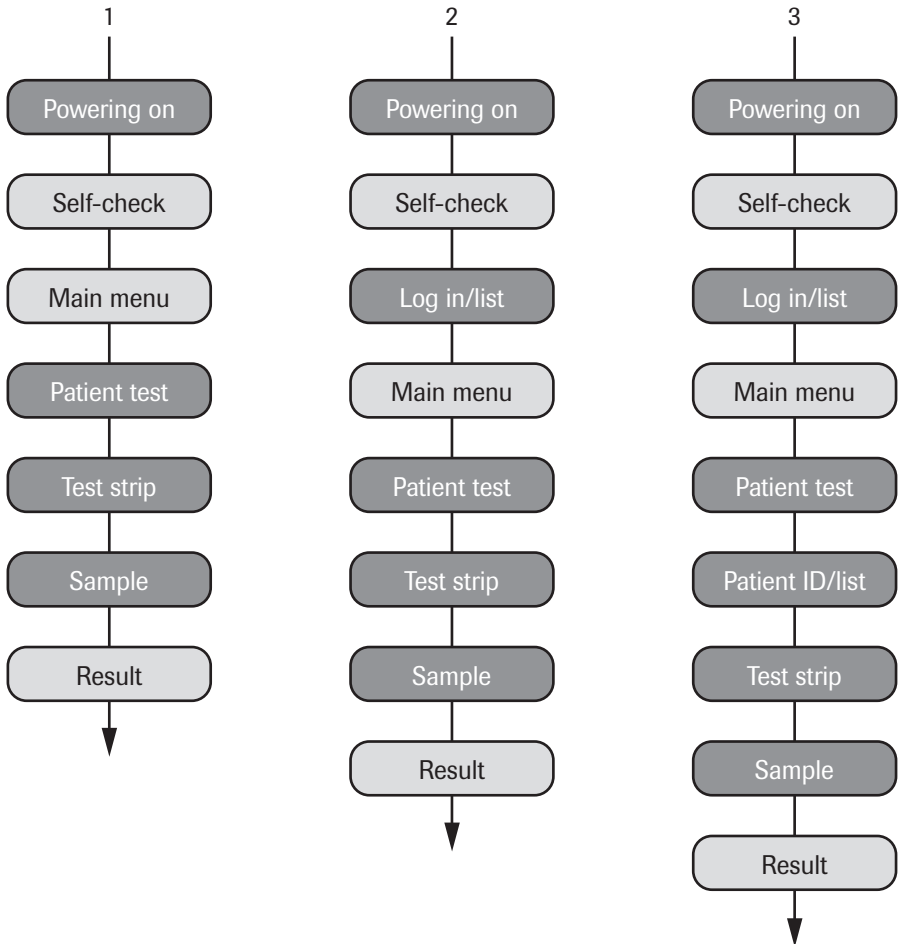 1
Powering on
Self-check
Main menu
Patient test
Test strip
Sample
Result
2
Powering on
Self-check
Log in/list
Main menu
Patient test
Test strip
Sample
Result
3
Powering on
Self-check
Log in/list
Main menu
Patient test
Patient ID/list
Test strip
Sample
Result